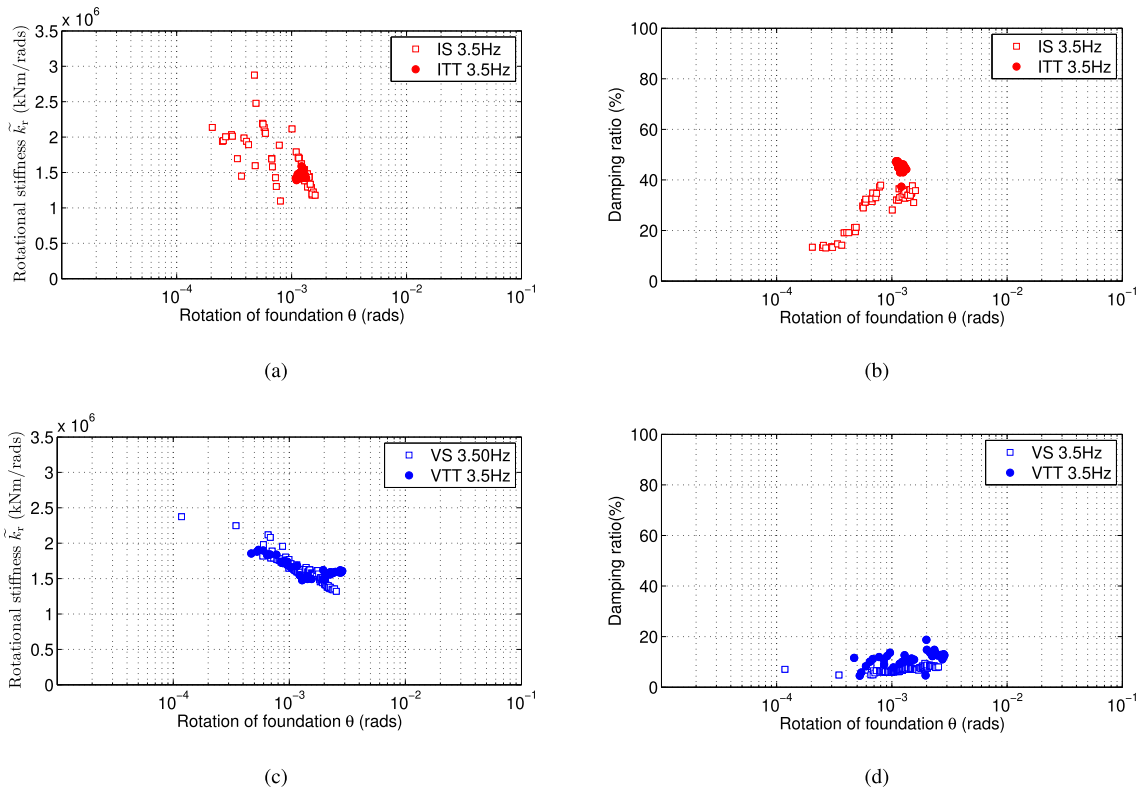 x 10⁶
3.5
3
2.5
2
1.5
1
0.5
0
10⁻⁴
10⁻³
10⁻²
10⁻¹
Rotational stiffness k̃ᵣ (kNm/rads)
Rotation of foundation θ (rads)
IS 3.5Hz
ITT 3.5Hz
(a)
100
80
60
40
20
0
10⁻⁴
10⁻³
10⁻²
10⁻¹
Damping ratio (%)
Rotation of foundation θ (rads)
IS 3.5Hz
ITT 3.5Hz
(b)
x 10⁶
3.5
3
2.5
2
1.5
1
0.5
0
10⁻⁴
10⁻³
10⁻²
10⁻¹
Rotational stiffness k̃ᵣ (kNm/rads)
Rotation of foundation θ (rads)
VS 3.50Hz
VTT 3.5Hz
(c)
100
80
60
40
20
0
10⁻⁴
10⁻³
10⁻²
10⁻¹
Damping ratio(%)
Rotation of foundation θ (rads)
VS 3.5Hz
VTT 3.5Hz
(d)